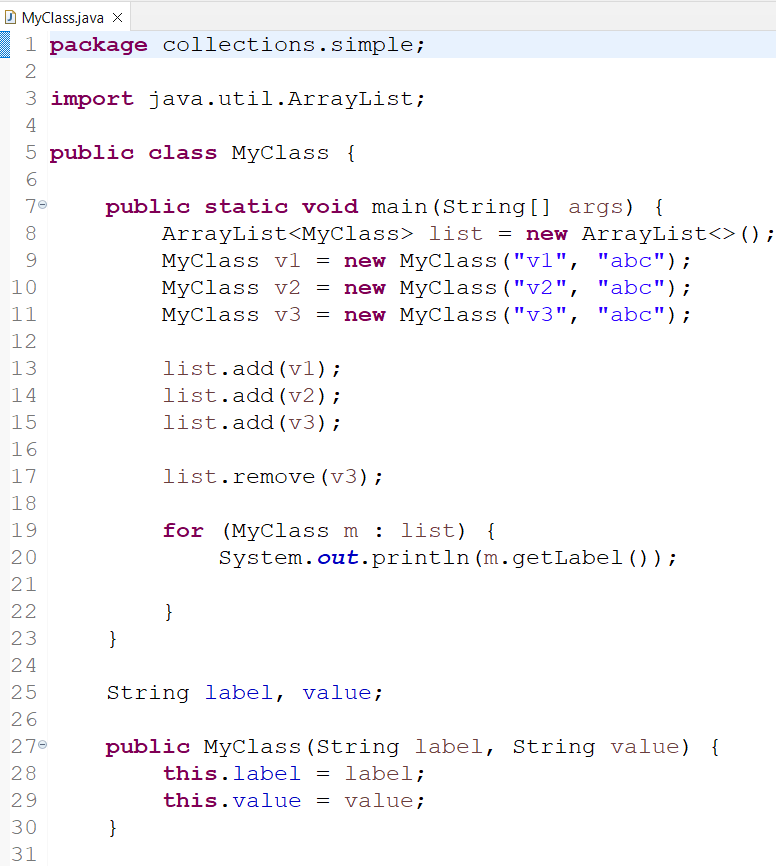 MyClass.java
1 package collections.simple;
2
3 import java.util.ArrayList;
4
5 public class MyClass {
6
7     public static void main(String[] args) {
8         ArrayList<MyClass> list = new ArrayList<>();
9         MyClass v1 = new MyClass("v1", "abc");
10         MyClass v2 = new MyClass("v2", "abc");
11         MyClass v3 = new MyClass("v3", "abc");
12
13         list.add(v1);
14         list.add(v2);
15         list.add(v3);
16
17         list.remove(v3);
18
19         for (MyClass m : list) {
20             System.out.println(m.getLabel());
21
22         }
23     }
24
25     String label, value;
26
27     public MyClass(String label, String value) {
28         this.label = label;
29         this.value = value;
30     }
31